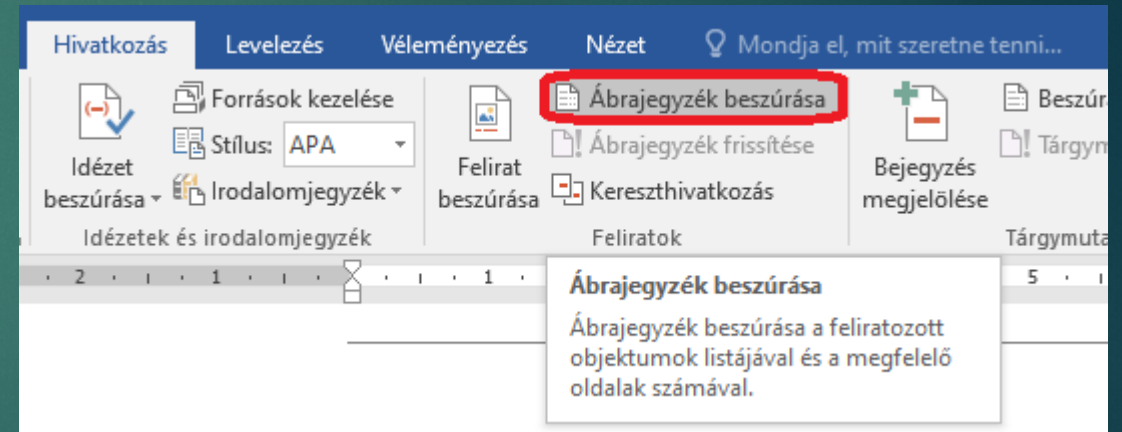 Hivatkozás Levelezés Véleményezés Nézet Mondja el, mit szeretne tenni...
Források kezelése
Stílus: APA
Irodalomjegyzék
Idézet
beszúrása
Idézetek és irodalomjegyzék
Felirat
beszúrása
Ábrajegyzék beszúrása
Ábrajegyzék frissítése
Kereszthivatkozás
Feliratok
Bejegyzés
megjelölése
Beszúr
Tárgym
Tárgymuta
2 1 1 5
Ábrajegyzék beszúrása
Ábrajegyzék beszúrása a feliratozott
objektumok listájával és a megfelelő
oldalak számával.